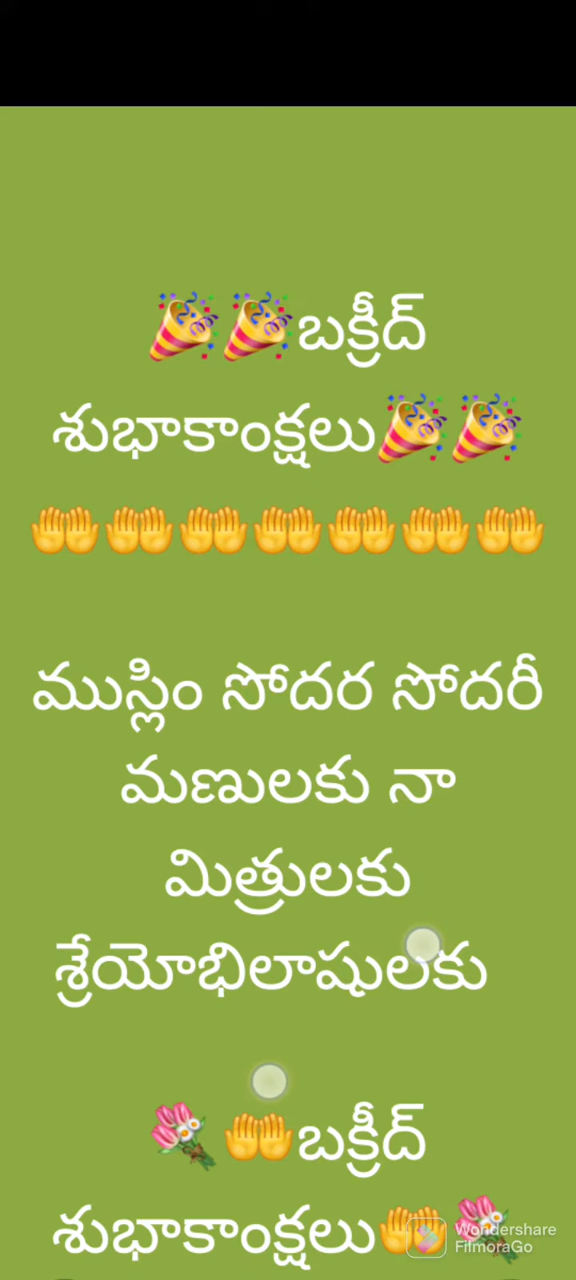 🎉🎉బక్రీద్
శుభాకాంక్షలు🎉🎉
🤲🤲🤲🤲🤲🤲🤲
ముస్లిం సోదర సోదరీ
మణులకు నా
మిత్రులకు
శ్రేయోభిలాషులకు
💐🤲బక్రీద్
శుభాకాంక్షలు🤲💐
Wondershare
FilmoraGo